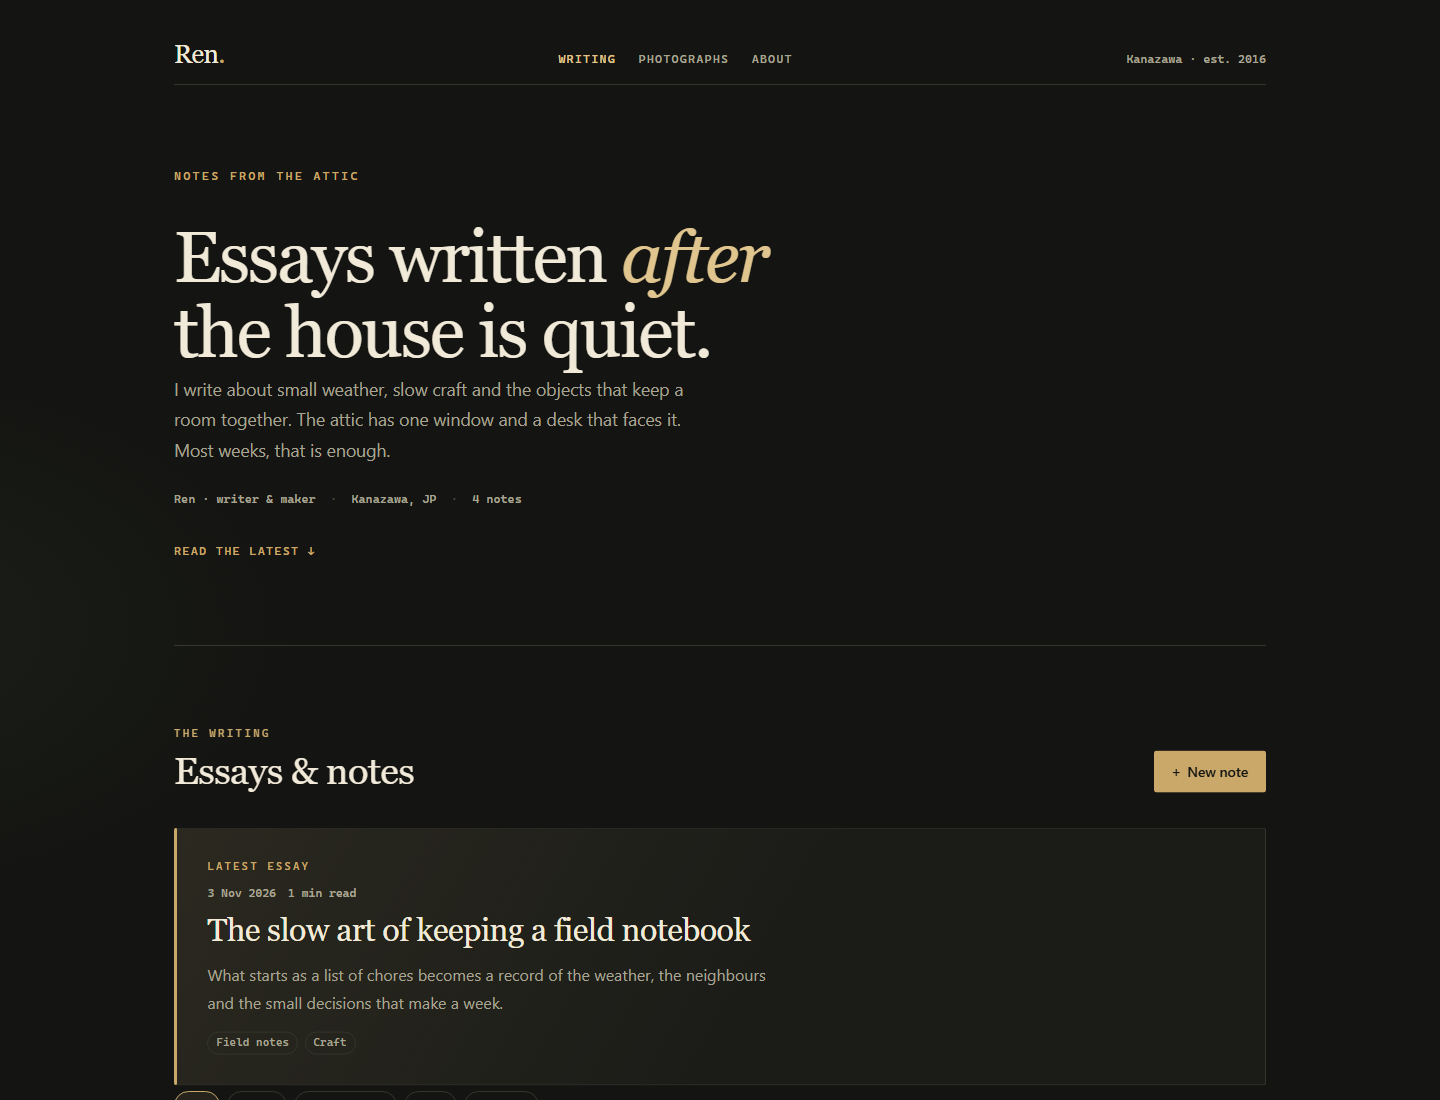 Ren.
WRITING PHOTOGRAPHS ABOUT
Kanazawa · est. 2016
NOTES FROM THE ATTIC
Essays written after
the house is quiet.
I write about small weather, slow craft and the objects that keep a
room together. The attic has one window and a desk that faces it.
Most weeks, that is enough.
Ren · writer & maker · Kanazawa, JP · 4 notes
READ THE LATEST ↓
THE WRITING
Essays & notes
+ New note
LATEST ESSAY
3 Nov 2026 1 min read
The slow art of keeping a field notebook
What starts as a list of chores becomes a record of the weather, the neighbours
and the small decisions that make a week.
Field notes Craft